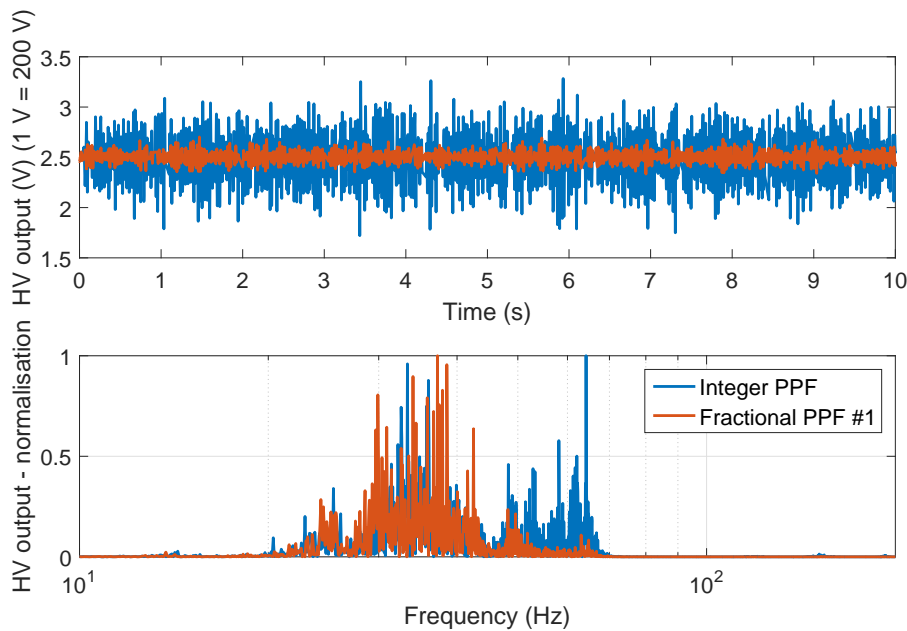 HV output (V) (1 V = 200 V)
3.5
3
2.5
2
1.5
0 1 2 3 4 5 6 7 8 9 10
Time (s)
HV output - normalisation
1
0.5
0
Integer PPF
Fractional PPF #1
10^1 10^2
Frequency (Hz)